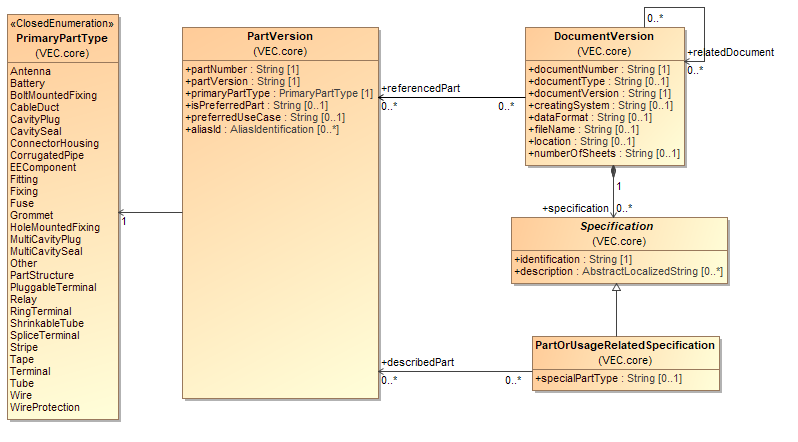 «ClosedEnumeration»
PrimaryPartType
(VEC.core)
Antenna
Battery
BoltMountedFixing
CableDuct
CavityPlug
CavitySeal
ConnectorHousing
CorrugatedPipe
EEComponent
Fitting
Fixing
Fuse
Grommet
HoleMountedFixing
MultiCavityPlug
MultiCavitySeal
Other
PartStructure
PluggableTerminal
Relay
RingTerminal
ShrinkableTube
SpliceTerminal
Stripe
Tape
Terminal
Tube
Wire
WireProtection
1
PartVersion
(VEC.core)
+partNumber : String [1]
+partVersion : String [1]
+primaryPartType : PrimaryPartType [1]
+isPreferredPart : String [0..1]
+preferredUseCase : String [0..1]
+aliasId : AliasIdentification [0..*]
+referencedPart
0..*
0..*
DocumentVersion
(VEC.core)
+documentNumber : String [1]
+documentType : String [0..1]
+documentVersion : String [1]
+creatingSystem : String [0..1]
+dataFormat : String [0..1]
+fileName : String [0..1]
+location : String [0..1]
+numberOfSheets : String [0..1]
0..*
+relatedDocument
0..*
1
+specification
0..*
Specification
(VEC.core)
+identification : String [1]
+description : AbstractLocalizedString [0..*]
PartOrUsageRelatedSpecification
(VEC.core)
+specialPartType : String [0..1]
+describedPart
0..*
0..*